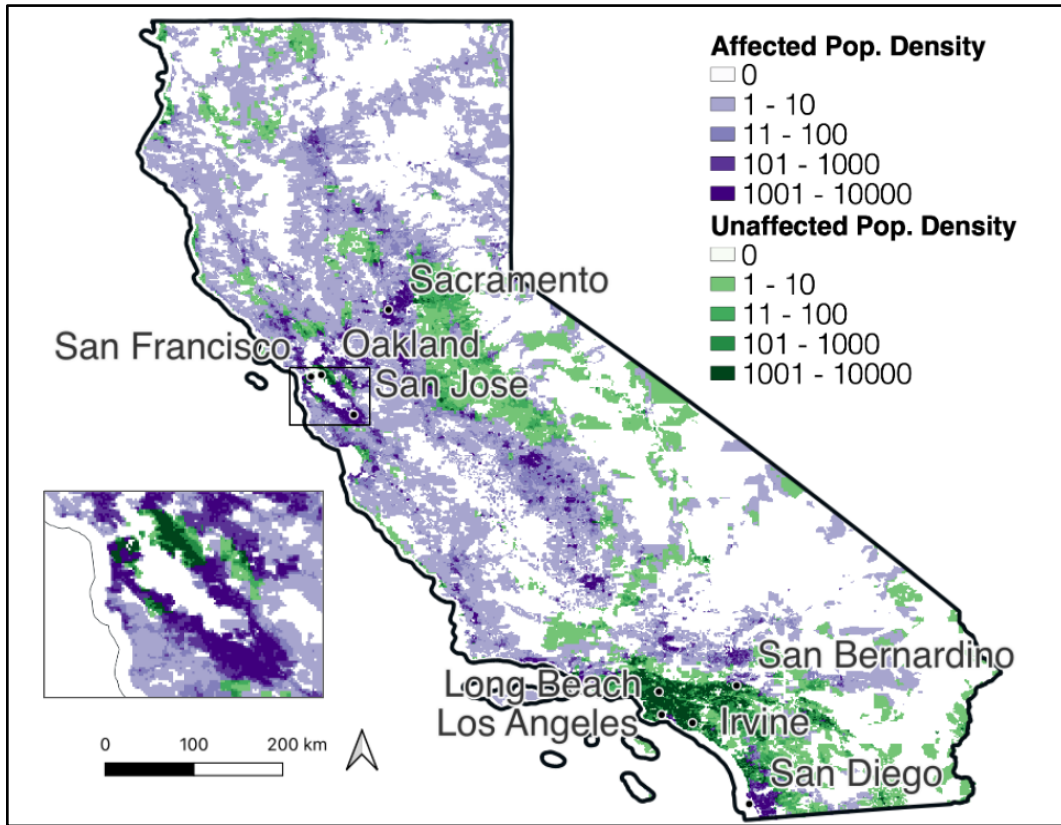 Affected Pop. Density
0
1 - 10
11 - 100
101 - 1000
1001 - 10000
Unaffected Pop. Density
0
1 - 10
11 - 100
101 - 1000
1001 - 10000
Sacramento
San Francisco
Oakland
San Jose
San Bernardino
Long Beach
Los Angeles
Irvine
San Diego
0 100 200 km